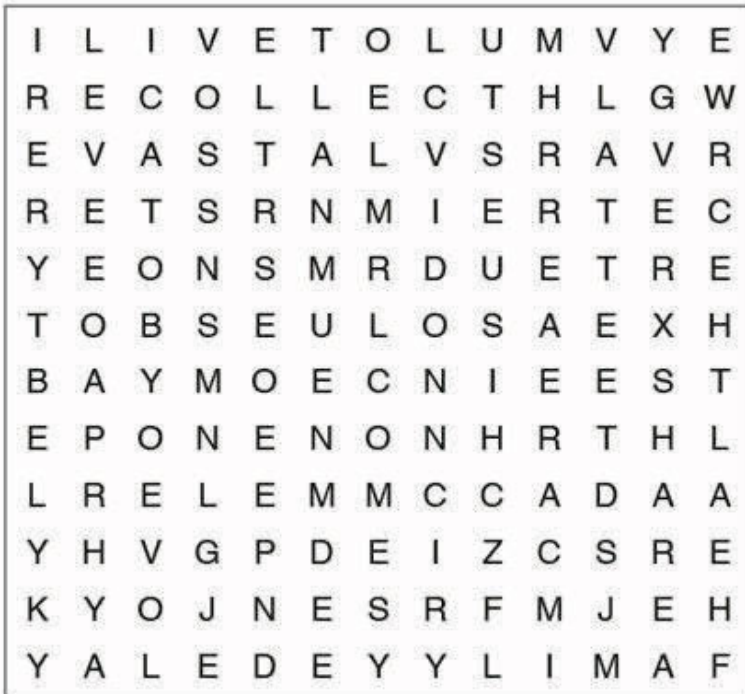 I L I V E T O L U M V Y E
R E C O L L E C T H L G W
E V A S T A L V S R A V R
R E T S R N M I E R T E C
Y E O N S M R D U E T R E
T O B S E U L O S A E X H
B A Y M O E C N I E E S T
E P O N E N O N H R T H L
L R E L E M M C C A D A A
Y H V G P D E I Z C S R E
K Y O J N E S R F M J E H
Y A L E D E Y Y L I M A F